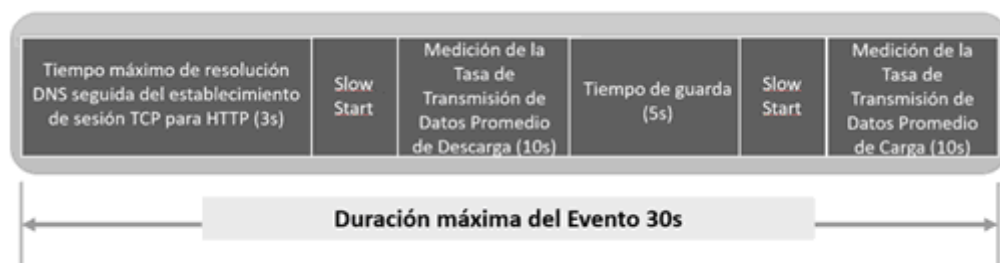 Tiempo máximo de resolución
DNS seguida del establecimiento
de sesión TCP para HTTP (3s)
Slow
Start
Medición de la
Tasa de
Transmisión de
Datos Promedio
de Descarga (10s)
Tiempo de guarda
(5s)
Slow
Start
Medición de la
Tasa de
Transmisión de
Datos Promedio
de Carga (10s)
Duración máxima del Evento 30s